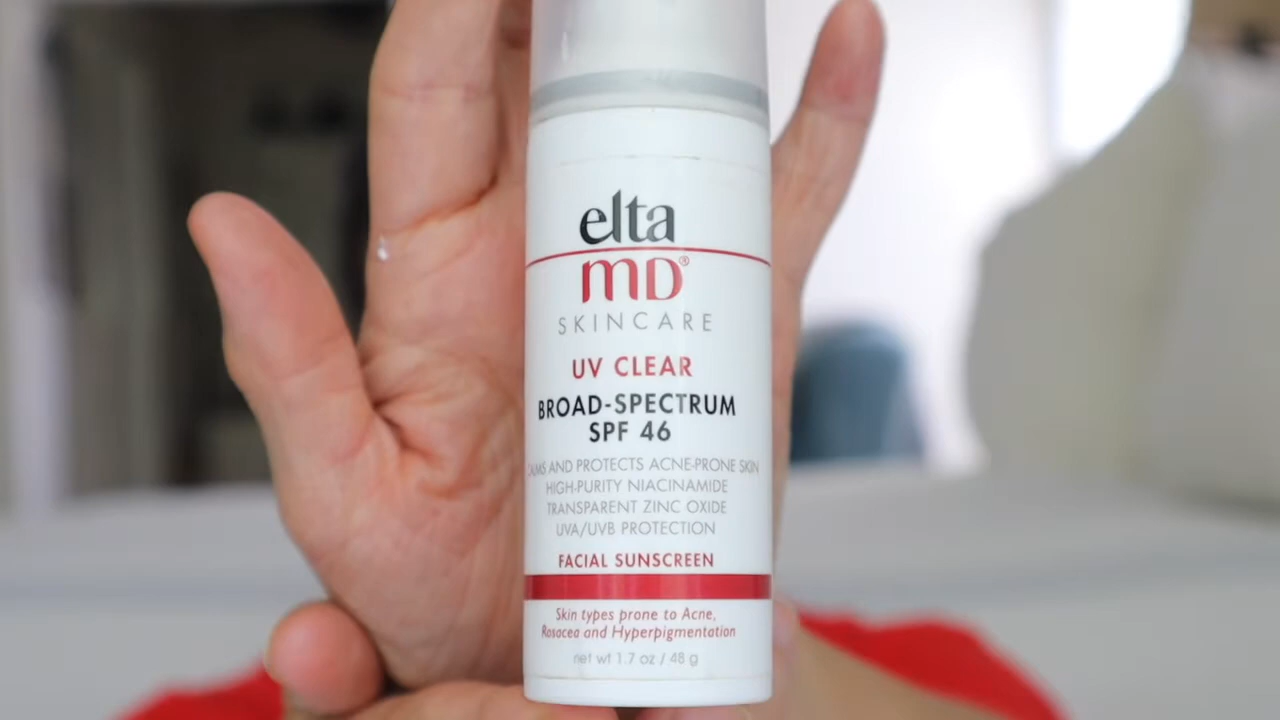 elta
MD®
SKINCARE
UV CLEAR
BROAD-SPECTRUM
SPF 46
AND PROTECTS ACNE-PRONE SKIN
HIGH-PURITY NIACINAMIDE
TRANSPARENT ZINC OXIDE
UVA/UVB PROTECTION
FACIAL SUNSCREEN
Skin types prone to Acne,
Rosacea and Hyperpigmentation
net wt 1.7 oz / 48 g